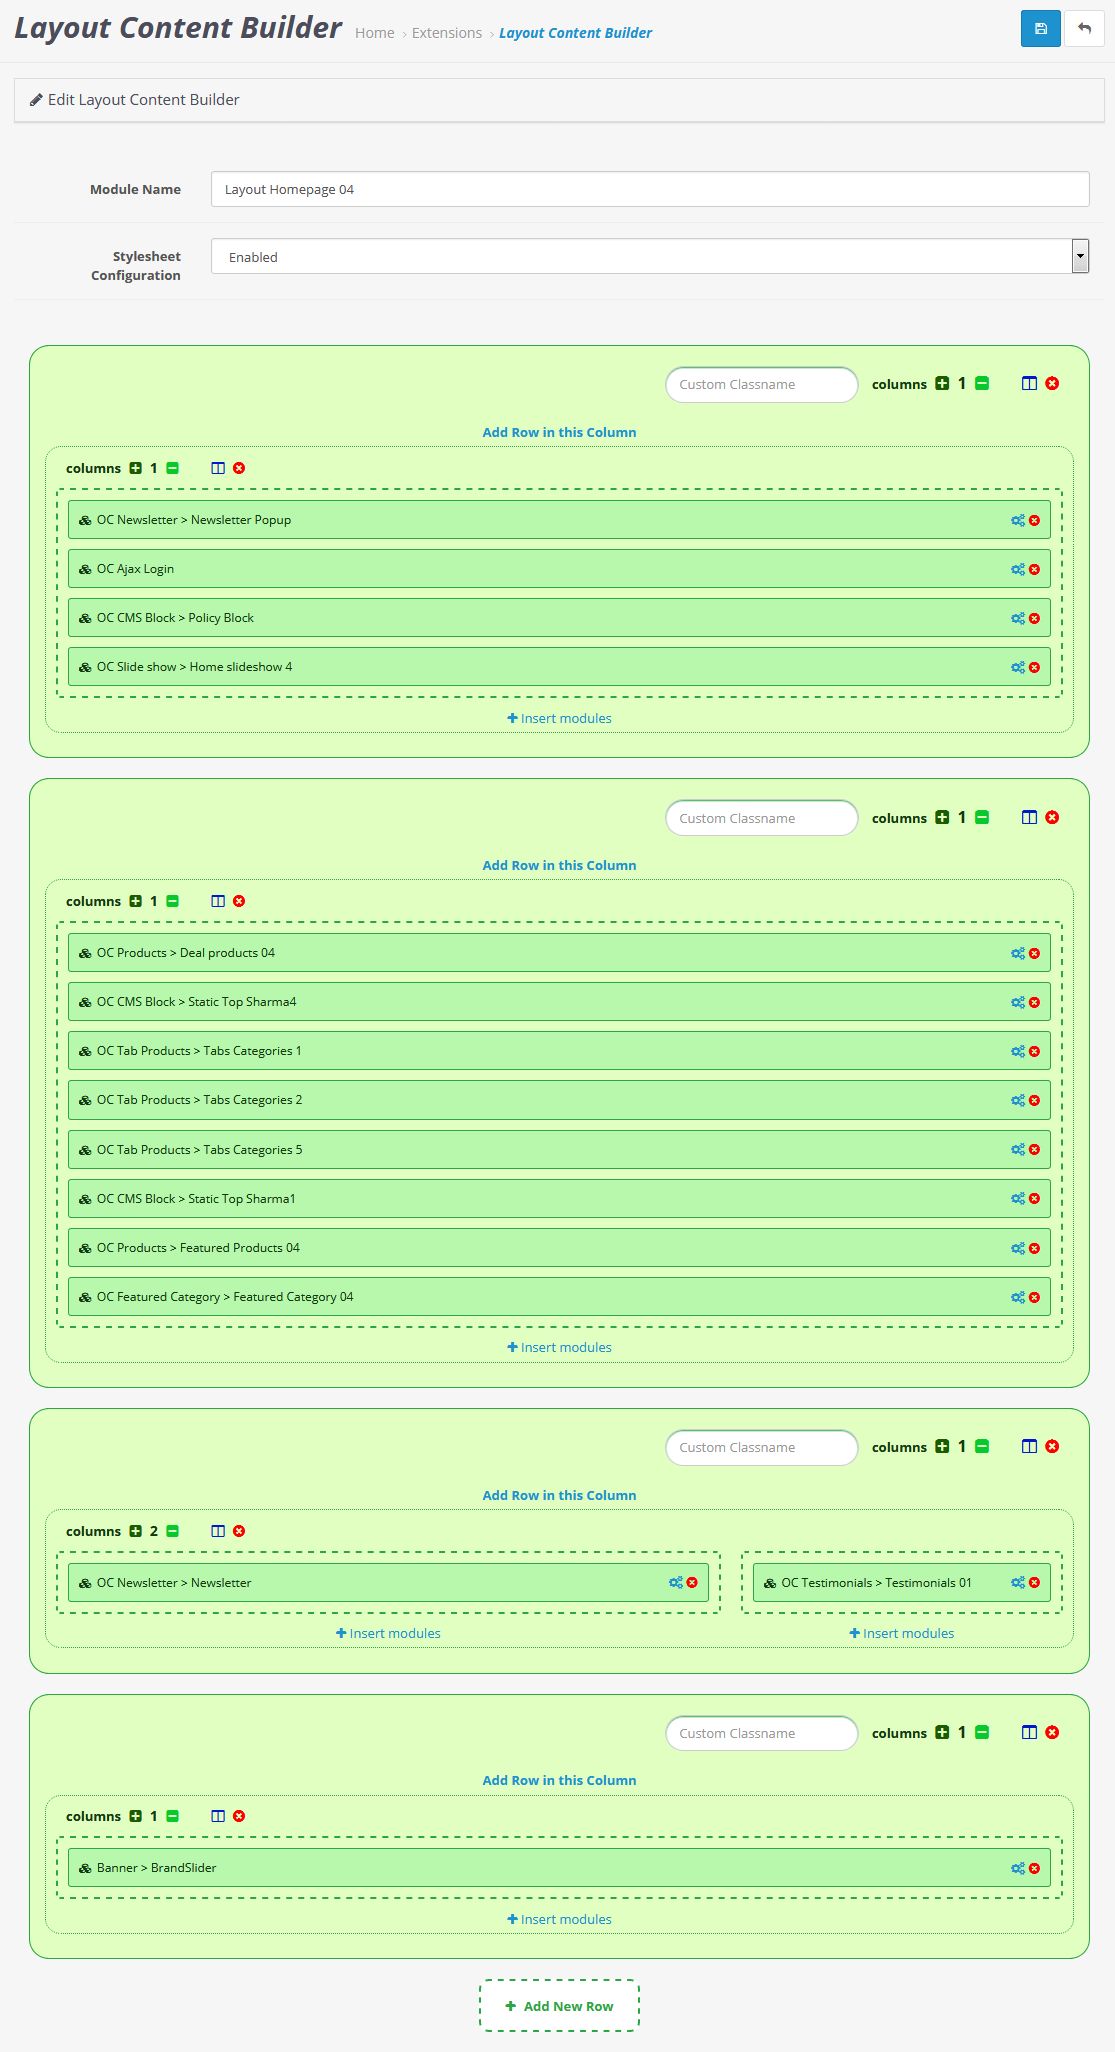 Layout Content Builder Home › Extensions › Layout Content Builder
Edit Layout Content Builder
Module Name Layout Homepage 04
Stylesheet Enabled
Configuration
Custom Classname columns 1
Add Row in this Column
columns 1
OC Newsletter > Newsletter Popup
OC Ajax Login
OC CMS Block > Policy Block
OC Slide show > Home slideshow 4
Insert modules
Custom Classname columns 1
Add Row in this Column
columns 1
OC Products > Deal products 04
OC CMS Block > Static Top Sharma4
OC Tab Products > Tabs Categories 1
OC Tab Products > Tabs Categories 2
OC Tab Products > Tabs Categories 5
OC CMS Block > Static Top Sharma1
OC Products > Featured Products 04
OC Featured Category > Featured Category 04
Insert modules
Custom Classname columns 1
Add Row in this Column
columns 2
OC Newsletter > Newsletter OC Testimonials > Testimonials 01
Insert modules Insert modules
Custom Classname columns 1
Add Row in this Column
columns 1
Banner > BrandSlider
Insert modules
Add New Row